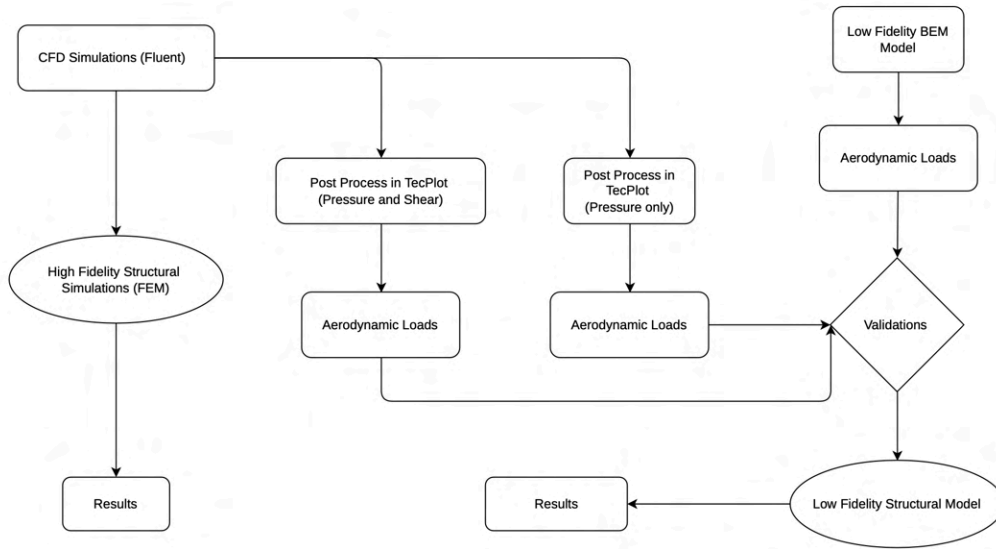 CFD Simulations (Fluent)
Low Fidelity BEM
Model
Aerodynamic Loads
Post Process in TecPlot
(Pressure and Shear)
Post Process in
TecPlot
(Pressure only)
High Fidelity Structural
Simulations (FEM)
Aerodynamic Loads
Aerodynamic Loads
Validations
Results
Results
Low Fidelity Structural Model